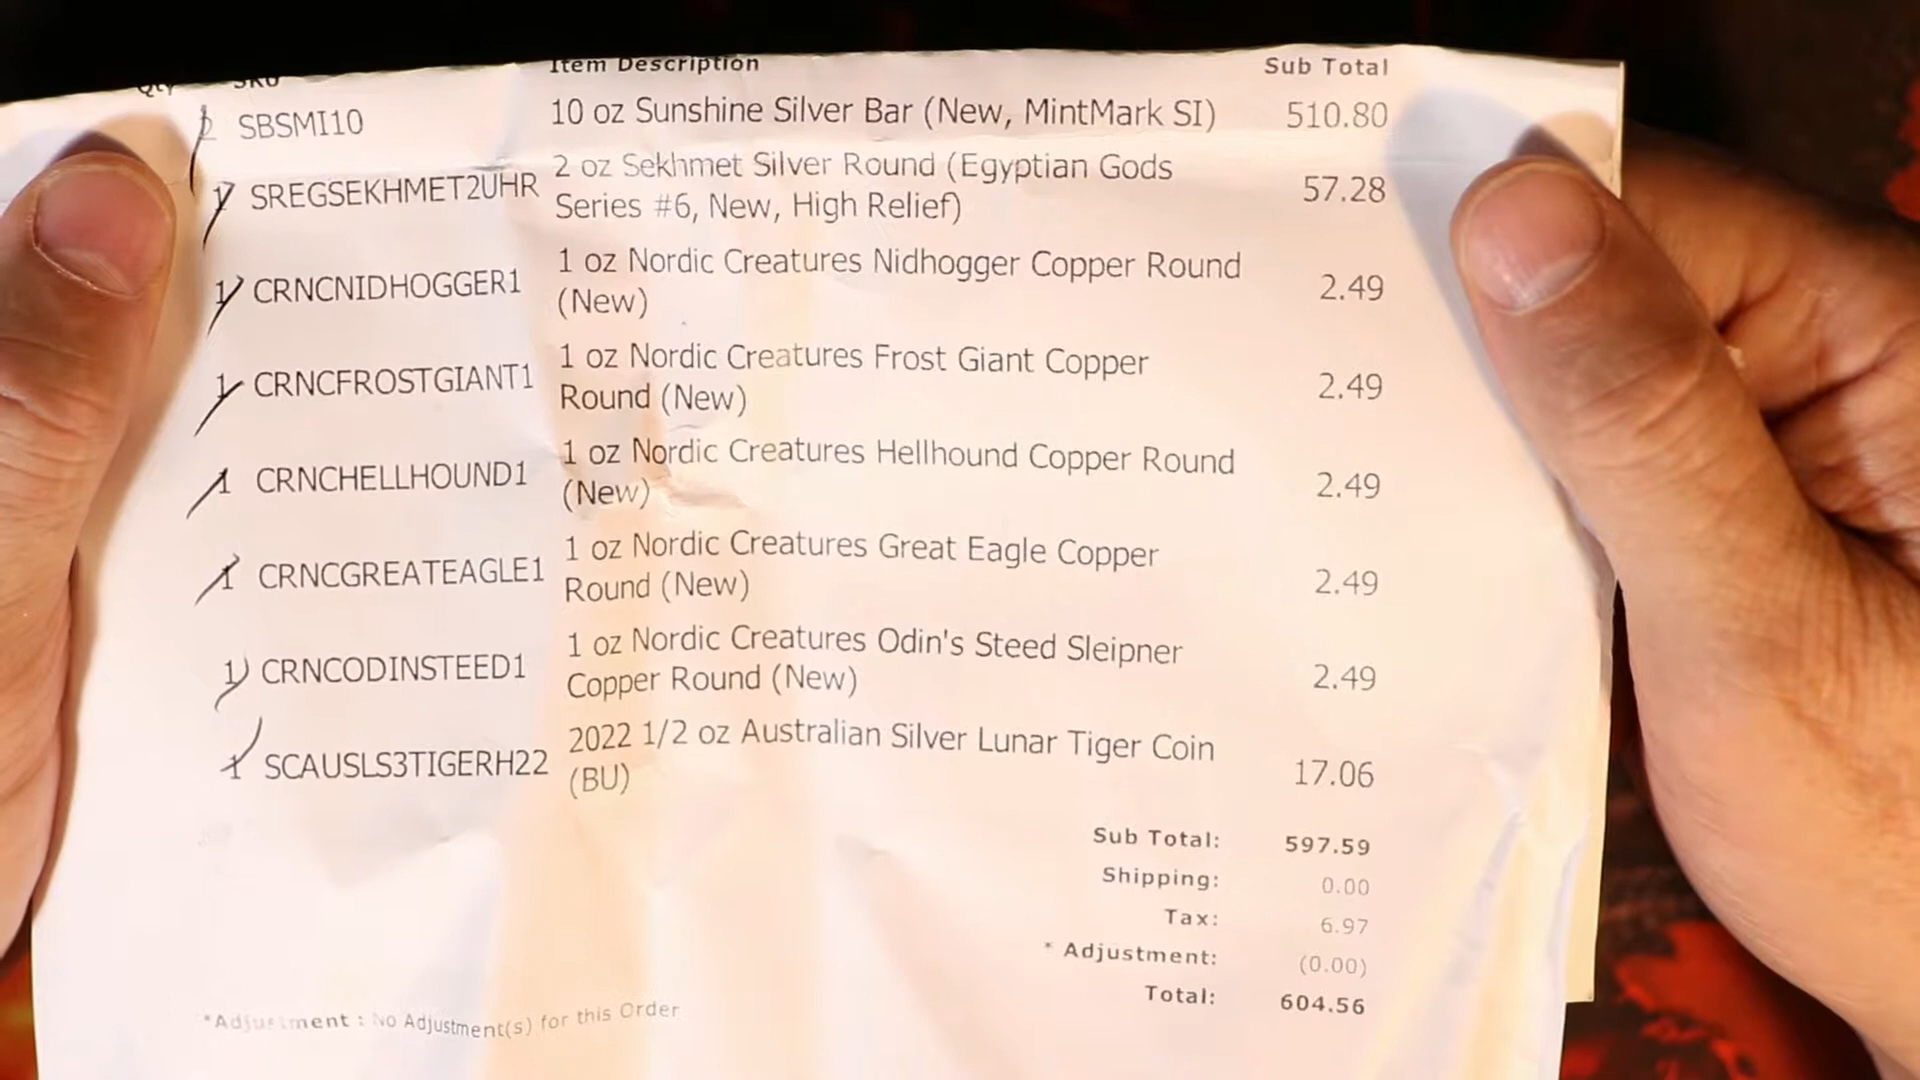 Qty SKU Item Description Sub Total
2 SBSMI10 10 oz Sunshine Silver Bar (New, MintMark SI) 510.80
1 SREGSEKHMET2UHR 2 oz Sekhmet Silver Round (Egyptian Gods
Series #6, New, High Relief) 57.28
1 CRNCNIDHOGGER1 1 oz Nordic Creatures Nidhogger Copper Round
(New) 2.49
1 CRNCFROSTGIANT1 1 oz Nordic Creatures Frost Giant Copper
Round (New) 2.49
1 CRNCHELLHOUND1 1 oz Nordic Creatures Hellhound Copper Round
(New) 2.49
1 CRNCGREATEAGLE1 1 oz Nordic Creatures Great Eagle Copper
Round (New) 2.49
1 CRNCODINSTEED1 1 oz Nordic Creatures Odin's Steed Sleipner
Copper Round (New) 2.49
1 SCAUSLS3TIGERH22 2022 1/2 oz Australian Silver Lunar Tiger Coin
(BU) 17.06
Sub Total: 597.59
Shipping: 0.00
Tax: 6.97
* Adjustment: (0.00)
Total: 604.56
*Adjustment : No Adjustment(s) for this Order